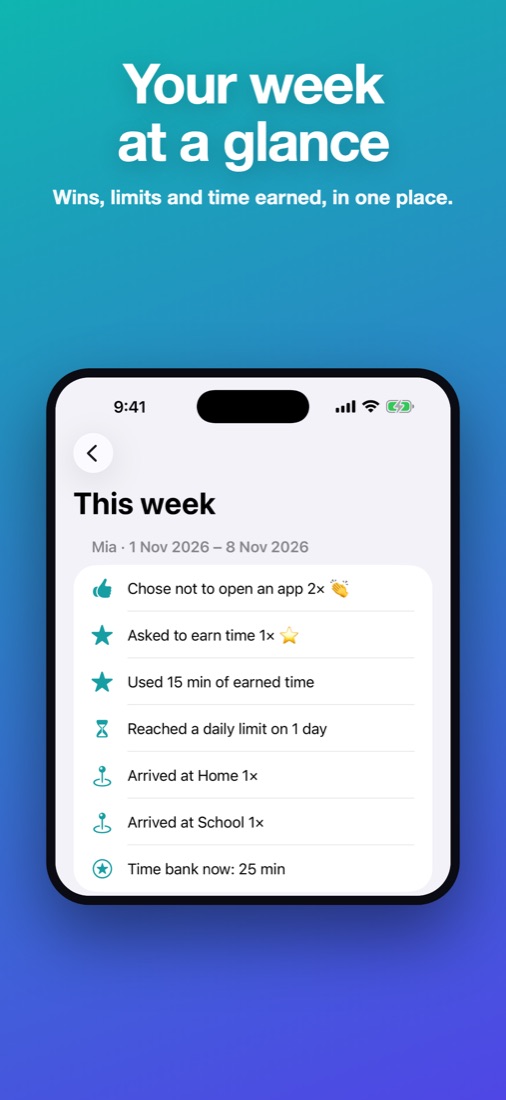 Your week
at a glance
Wins, limits and time earned, in one place.
9:41
This week
Mia · 1 Nov 2026 – 8 Nov 2026
Chose not to open an app 2× 👏
Asked to earn time 1× ⭐
Used 15 min of earned time
Reached a daily limit on 1 day
Arrived at Home 1×
Arrived at School 1×
Time bank now: 25 min